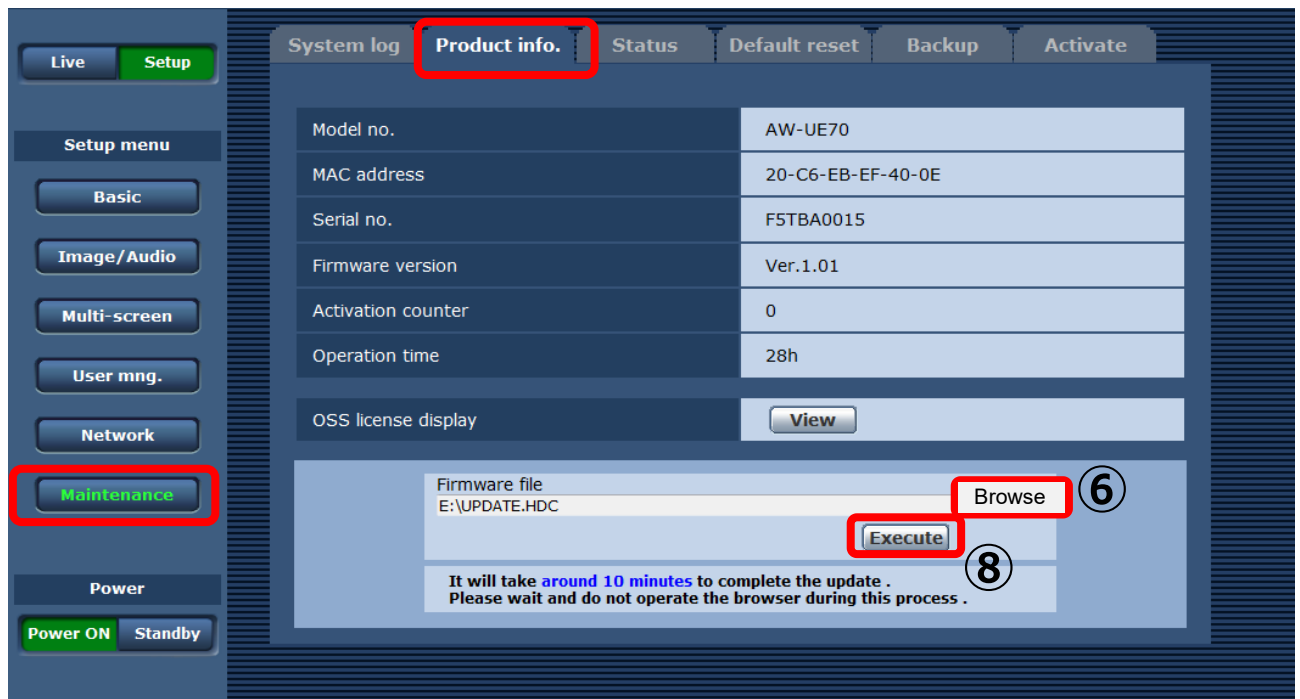 Live Setup
Setup menu
Basic
Image/Audio
Multi-screen
User mng.
Network
Maintenance
Power
Power ON Standby
System log Product info. Status Default reset Backup Activate
Model no. AW-UE70
MAC address 20-C6-EB-EF-40-0E
Serial no. F5TBA0015
Firmware version Ver.1.01
Activation counter 0
Operation time 28h
OSS license display View
Firmware file
E:\UPDATE.HDC Browse ⑥
Execute ⑧
It will take around 10 minutes to complete the update .
Please wait and do not operate the browser during this process .